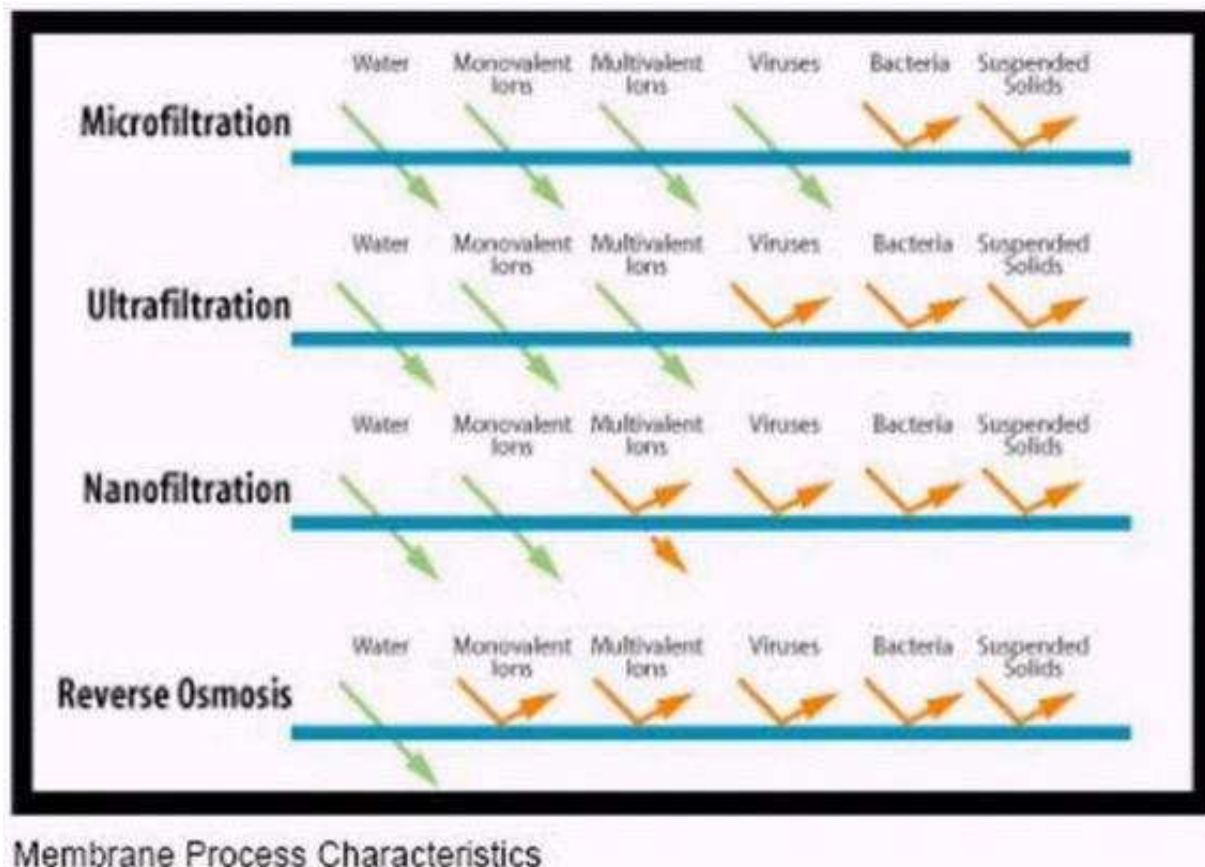 Water Monovalent Ions Multivalent Ions Viruses Bacteria Suspended Solids
Microfiltration
Water Monovalent Ions Multivalent Ions Viruses Bacteria Suspended Solids
Ultrafiltration
Water Monovalent Ions Multivalent Ions Viruses Bacteria Suspended Solids
Nanofiltration
Water Monovalent Ions Multivalent Ions Viruses Bacteria Suspended Solids
Reverse Osmosis
Membrane Process Characteristics